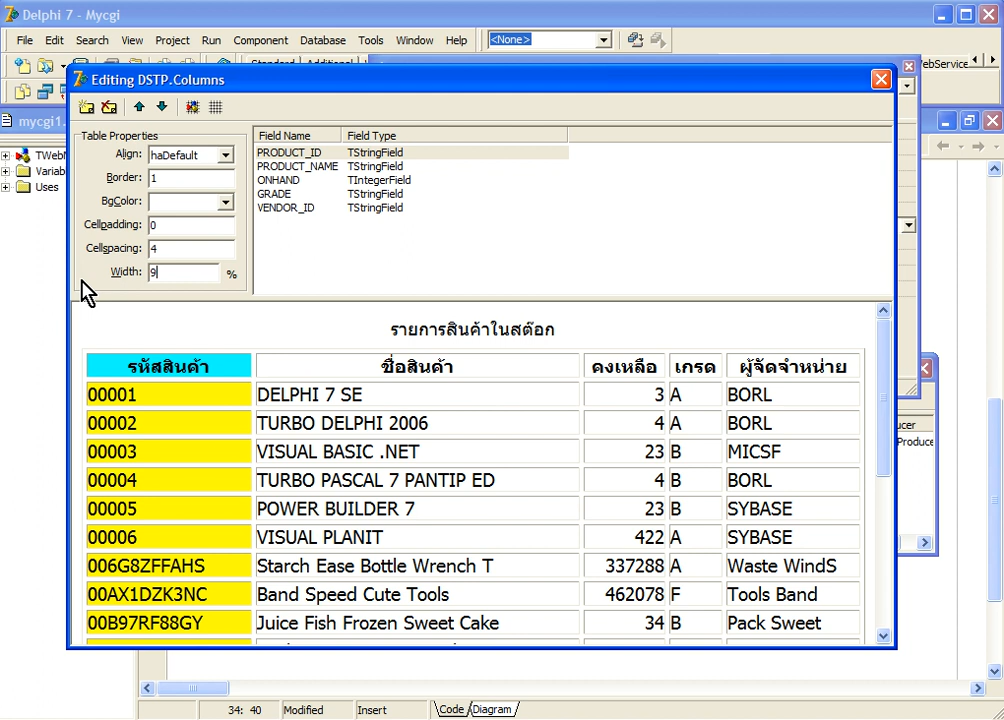 Delphi 7 - Mycgi
File Edit Search View Project Run Component Database Tools Window Help <None>
Standard Additional
WebService
Editing DSTP.Columns
mycgi1.
Table Properties
Align: haDefault
Border: 1
BgColor:
Cellpadding: 0
Cellspacing: 4
Width: 9 %
Field Name Field Type
PRODUCT_ID TStringField
PRODUCT_NAME TStringField
ONHAND TIntegerField
GRADE TStringField
VENDOR_ID TStringField
Uses
รายการสินค้าในสต๊อก
รหัสสินค้า ชื่อสินค้า คงเหลือ เกรด ผู้จัดจำหน่าย
00001 DELPHI 7 SE 3 A BORL
00002 TURBO DELPHI 2006 4 A BORL
00003 VISUAL BASIC .NET 23 B MICSF
00004 TURBO PASCAL 7 PANTIP ED 4 B BORL
00005 POWER BUILDER 7 23 B SYBASE
00006 VISUAL PLANIT 422 A SYBASE
006G8ZFFAHS Starch Ease Bottle Wrench T 337288 A Waste WindS
00AX1DZK3NC Band Speed Cute Tools 462078 F Tools Band
00B97RF88GY Juice Fish Frozen Sweet Cake 34 B Pack Sweet
34: 40 Modified Insert Code Diagram